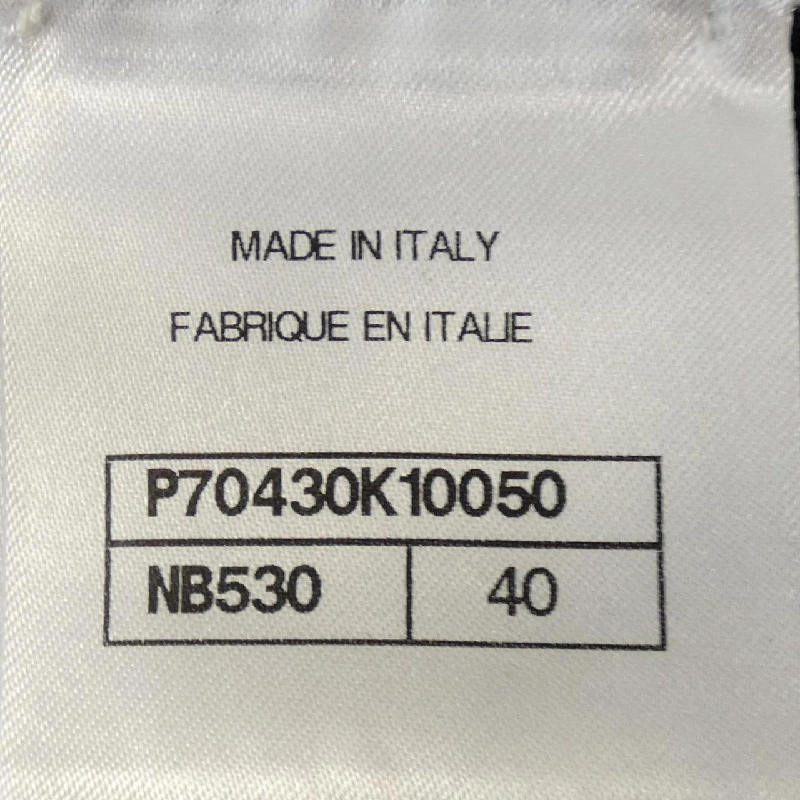 MADE IN ITALY
FABRIQUE EN ITALIE
P70430K10050
NB530 40